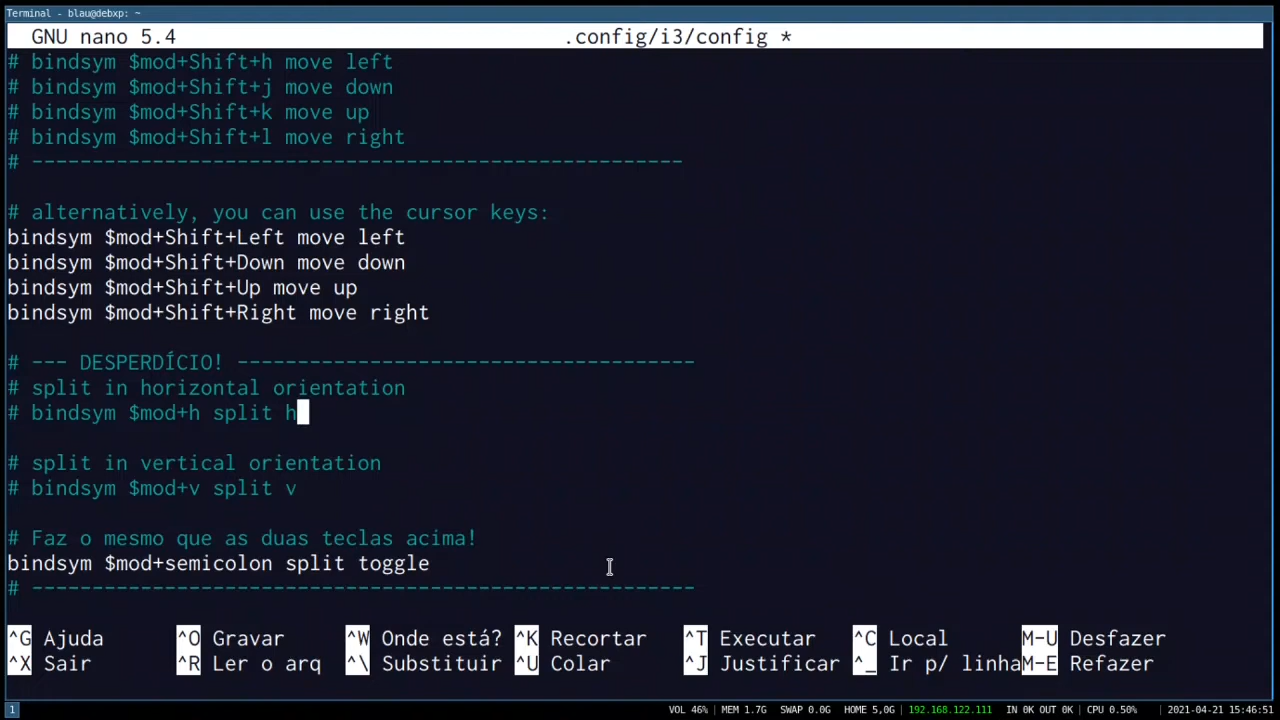 Terminal - blau@debxp: ~
GNU nano 5.4 .config/i3/config *
# bindsym $mod+Shift+h move left
# bindsym $mod+Shift+j move down
# bindsym $mod+Shift+k move up
# bindsym $mod+Shift+l move right
# ------------------------------------------------------
# alternatively, you can use the cursor keys:
bindsym $mod+Shift+Left move left
bindsym $mod+Shift+Down move down
bindsym $mod+Shift+Up move up
bindsym $mod+Shift+Right move right
# --- DESPERDÍCIO! --------------------------------------
# split in horizontal orientation
# bindsym $mod+h split h
# split in vertical orientation
# bindsym $mod+v split v
# Faz o mesmo que as duas teclas acima!
bindsym $mod+semicolon split toggle
# -------------------------------------------------------
^G Ajuda ^O Gravar ^W Onde está? ^K Recortar ^T Executar ^C Local M-U Desfazer
^X Sair ^R Ler o arq ^\ Substituir ^U Colar ^J Justificar ^_ Ir p/ linha M-E Refazer
1 VOL 46% | MEM 1.7G SWAP 0.0G HOME 5,0G | 192.168.122.111 IN 0K OUT 0K | CPU 0.50% | 2021-04-21 15:46:51